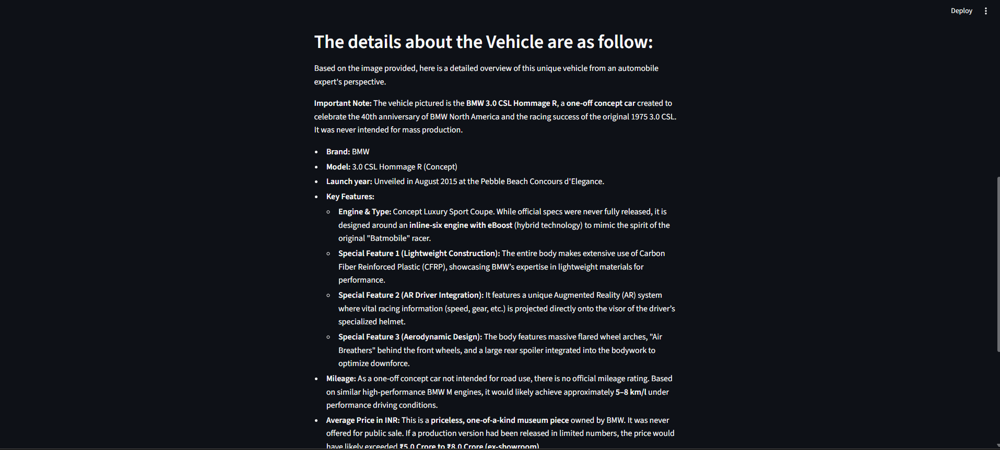 Deploy
The details about the Vehicle are as follow:
Based on the image provided, here is a detailed overview of this unique vehicle from an automobile
expert's perspective.
Important Note: The vehicle pictured is the BMW 3.0 CSL Hommage R, a one-off concept car created to
celebrate the 40th anniversary of BMW North America and the racing success of the original 1975 3.0 CSL.
It was never intended for mass production.
• Brand: BMW
• Model: 3.0 CSL Hommage R (Concept)
• Launch year: Unveiled in August 2015 at the Pebble Beach Concours d'Elegance.
• Key Features:
◦ Engine & Type: Concept Luxury Sport Coupe. While official specs were never fully released, it is
designed around an inline-six engine with eBoost (hybrid technology) to mimic the spirit of the
original "Batmobile" racer.
◦ Special Feature 1 (Lightweight Construction): The entire body makes extensive use of Carbon
Fiber Reinforced Plastic (CFRP), showcasing BMW’s expertise in lightweight materials for
performance.
◦ Special Feature 2 (AR Driver Integration): It features a unique Augmented Reality (AR) system
where vital racing information (speed, gear, etc.) is projected directly onto the visor of the driver’s
specialized helmet.
◦ Special Feature 3 (Aerodynamic Design): The body features massive flared wheel arches, "Air
Breathers" behind the front wheels, and a large rear spoiler integrated into the bodywork to
optimize downforce.
• Mileage: As a one-off concept car not intended for road use, there is no official mileage rating. Based
on similar high-performance BMW M engines, it would likely achieve approximately 5–8 km/l under
performance driving conditions.
• Average Price in INR: This is a priceless, one-of-a-kind museum piece owned by BMW. It was never
offered for public sale. If a production version had been released in limited numbers, the price would
have likely exceeded ₹5.0 Crore to ₹8.0 Crore (ex-showroom)